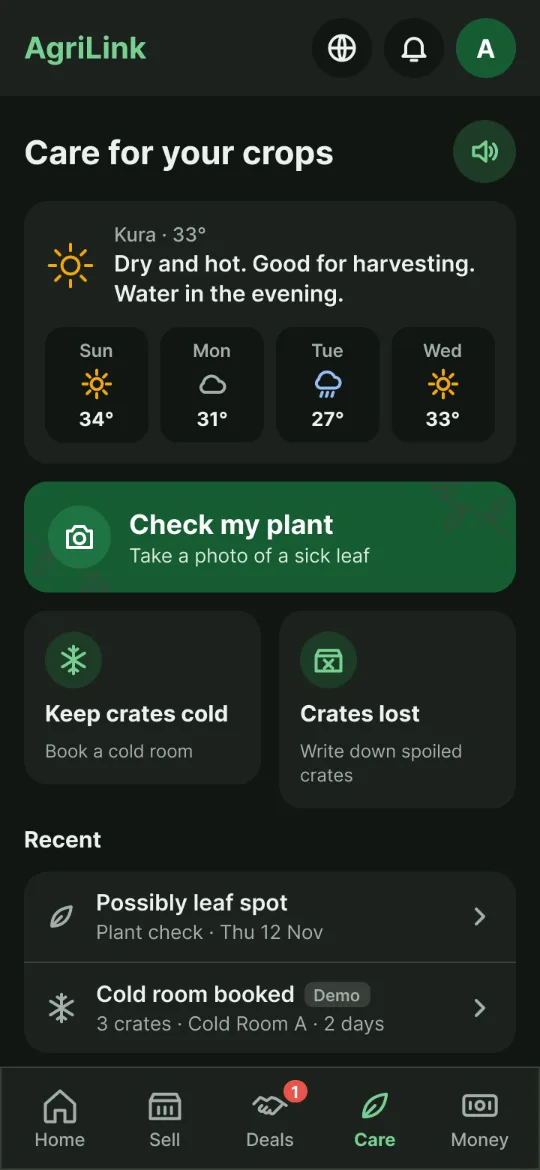 AgriLink
A
Care for your crops
Kura · 33°
Dry and hot. Good for harvesting.
Water in the evening.
Sun
Mon
Tue
Wed
34°
31°
27°
33°
Check my plant
Take a photo of a sick leaf
Keep crates cold
Book a cold room
Crates lost
Write down spoiled
crates
Recent
Possibly leaf spot
Plant check · Thu 12 Nov
Cold room booked Demo
3 crates · Cold Room A · 2 days
1
Home
Sell
Deals
Care
Money